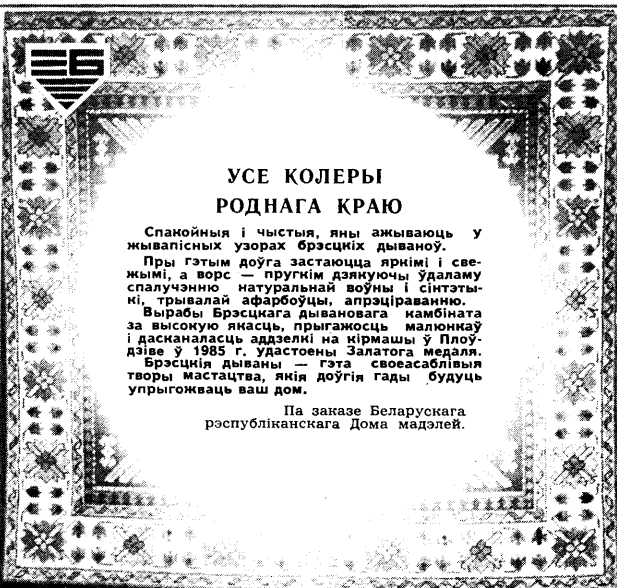 УСЕ КОЛЕРЫ
РОДНАГА КРАЮ
Спакойныя і чыстыя, яны ажываюць у
жывапісных узорах брэсцкіх дываноў.
Пры гэтым доўга застаюцца яркімі і све-
жымі, а ворс — пругкім дзякуючы ўдаламу
спалучэнню натуральнай воўны і сінтэты-
кі, трывалай афарбоўцы, апрэціраванню.
Вырабы Брэсцкага дывановага камбіната
за высокую якасць, прыгажосць малюнкаў
і дасканаласць аддзелкі на кірмашы ў Плоў-
дзіве ў 1985 г. удастоены Залатога медаля.
Брэсцкія дываны — гэта своеасаблівыя
творы мастацтва, якія доўгія гады будуць
упрыгожваць ваш дом.
Па заказе Беларускага
рэспубліканскага Дома мадэлей.